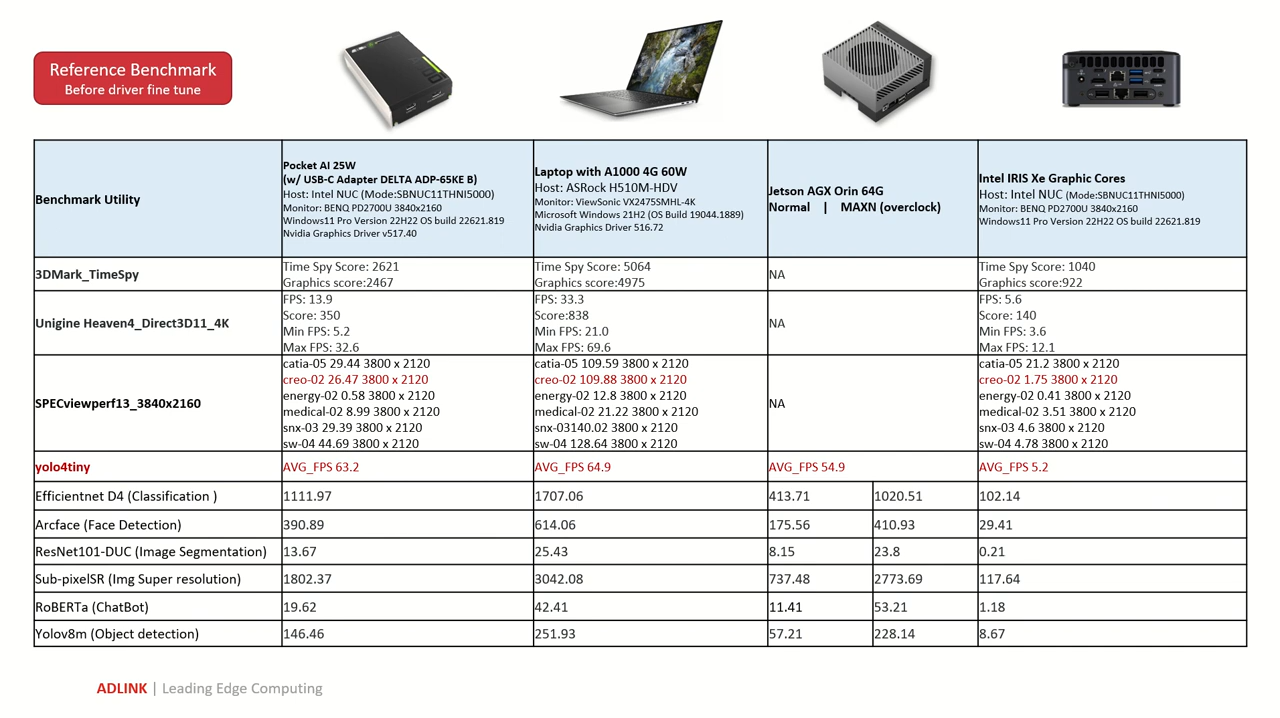 Reference Benchmark
Before driver fine tune
Benchmark Utility
Pocket AI 25W
(w/ USB-C Adapter DELTA ADP-65KE B)
Host: Intel NUC (Mode:SBNUC11THNI5000)
Monitor: BENQ PD2700U 3840x2160
Windows11 Pro Version 22H22 OS build 22621.819
Nvidia Graphics Driver v517.40
Laptop with A1000 4G 60W
Host: ASRock H510M-HDV
Monitor: ViewSonic VX2475SMHL-4K
Microsoft Windows 21H2 (OS Build 19044.1889)
Nvidia Graphics Driver 516.72
Jetson AGX Orin 64G
Normal | MAXN (overclock)
Intel IRIS Xe Graphic Cores
Host: Intel NUC (Mode:SBNUC11THNI5000)
Monitor: BENQ PD2700U 3840x2160
Windows11 Pro Version 22H22 OS build 22621.819
3DMark_TimeSpy
Time Spy Score: 2621
Graphics score:2467
Time Spy Score: 5064
Graphics score:4975
NA
Time Spy Score: 1040
Graphics score:922
Unigine Heaven4_Direct3D11_4K
FPS: 13.9
Score: 350
Min FPS: 5.2
Max FPS: 32.6
FPS: 33.3
Score:838
Min FPS: 21.0
Max FPS: 69.6
NA
FPS: 5.6
Score: 140
Min FPS: 3.6
Max FPS: 12.1
SPECviewperf13_3840x2160
catia-05 29.44 3800 x 2120
creo-02 26.47 3800 x 2120
energy-02 0.58 3800 x 2120
medical-02 8.99 3800 x 2120
snx-03 29.39 3800 x 2120
sw-04 44.69 3800 x 2120
catia-05 109.59 3800 x 2120
creo-02 109.88 3800 x 2120
energy-02 12.8 3800 x 2120
medical-02 21.22 3800 x 2120
snx-03140.02 3800 x 2120
sw-04 128.64 3800 x 2120
NA
catia-05 21.2 3800 x 2120
creo-02 1.75 3800 x 2120
energy-02 0.41 3800 x 2120
medical-02 3.51 3800 x 2120
snx-03 4.6 3800 x 2120
sw-04 4.78 3800 x 2120
yolo4tiny
AVG_FPS 63.2
AVG_FPS 64.9
AVG_FPS 54.9
AVG_FPS 5.2
Efficientnet D4 (Classification )
1111.97
1707.06
413.71
1020.51
102.14
Arcface (Face Detection)
390.89
614.06
175.56
410.93
29.41
ResNet101-DUC (Image Segmentation)
13.67
25.43
8.15
23.8
0.21
Sub-pixelSR (Img Super resolution)
1802.37
3042.08
737.48
2773.69
117.64
RoBERTa (ChatBot)
19.62
42.41
11.41
53.21
1.18
Yolov8m (Object detection)
146.46
251.93
57.21
228.14
8.67
ADLINK | Leading Edge Computing